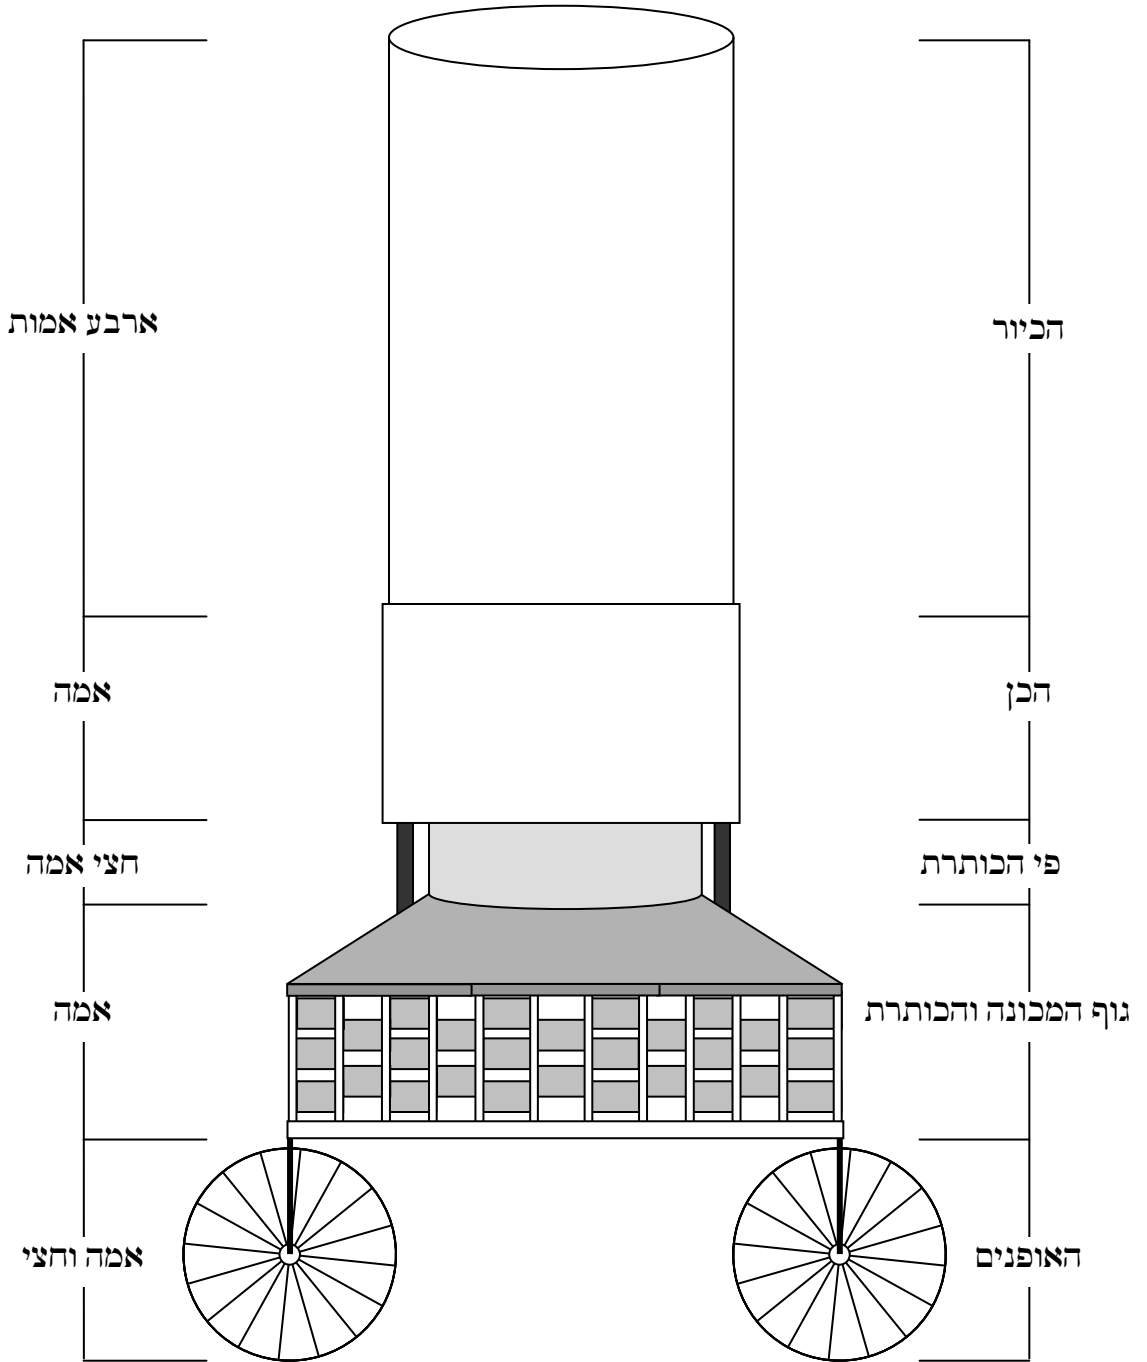 הכיור
ארבע אמות
הכן
אמה
פי הכותרת
חצי אמה
גוף המכונה והכותרת
אמה
האופנים
אמה וחצי